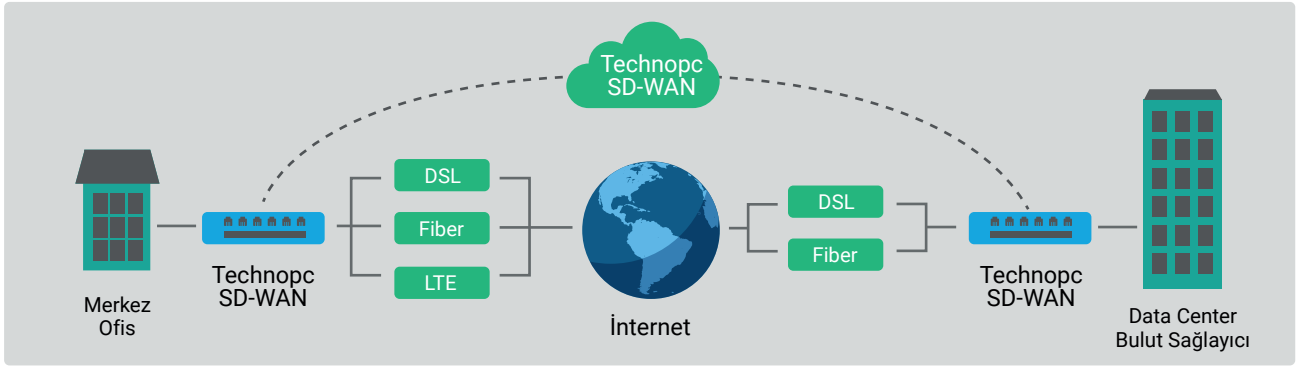 Technopc
SD-WAN
DSL
Fiber
LTE
DSL
Fiber
Technopc
SD-WAN
Technopc
SD-WAN
Merkez
Ofis
İnternet
Data Center
Bulut Sağlayıcı